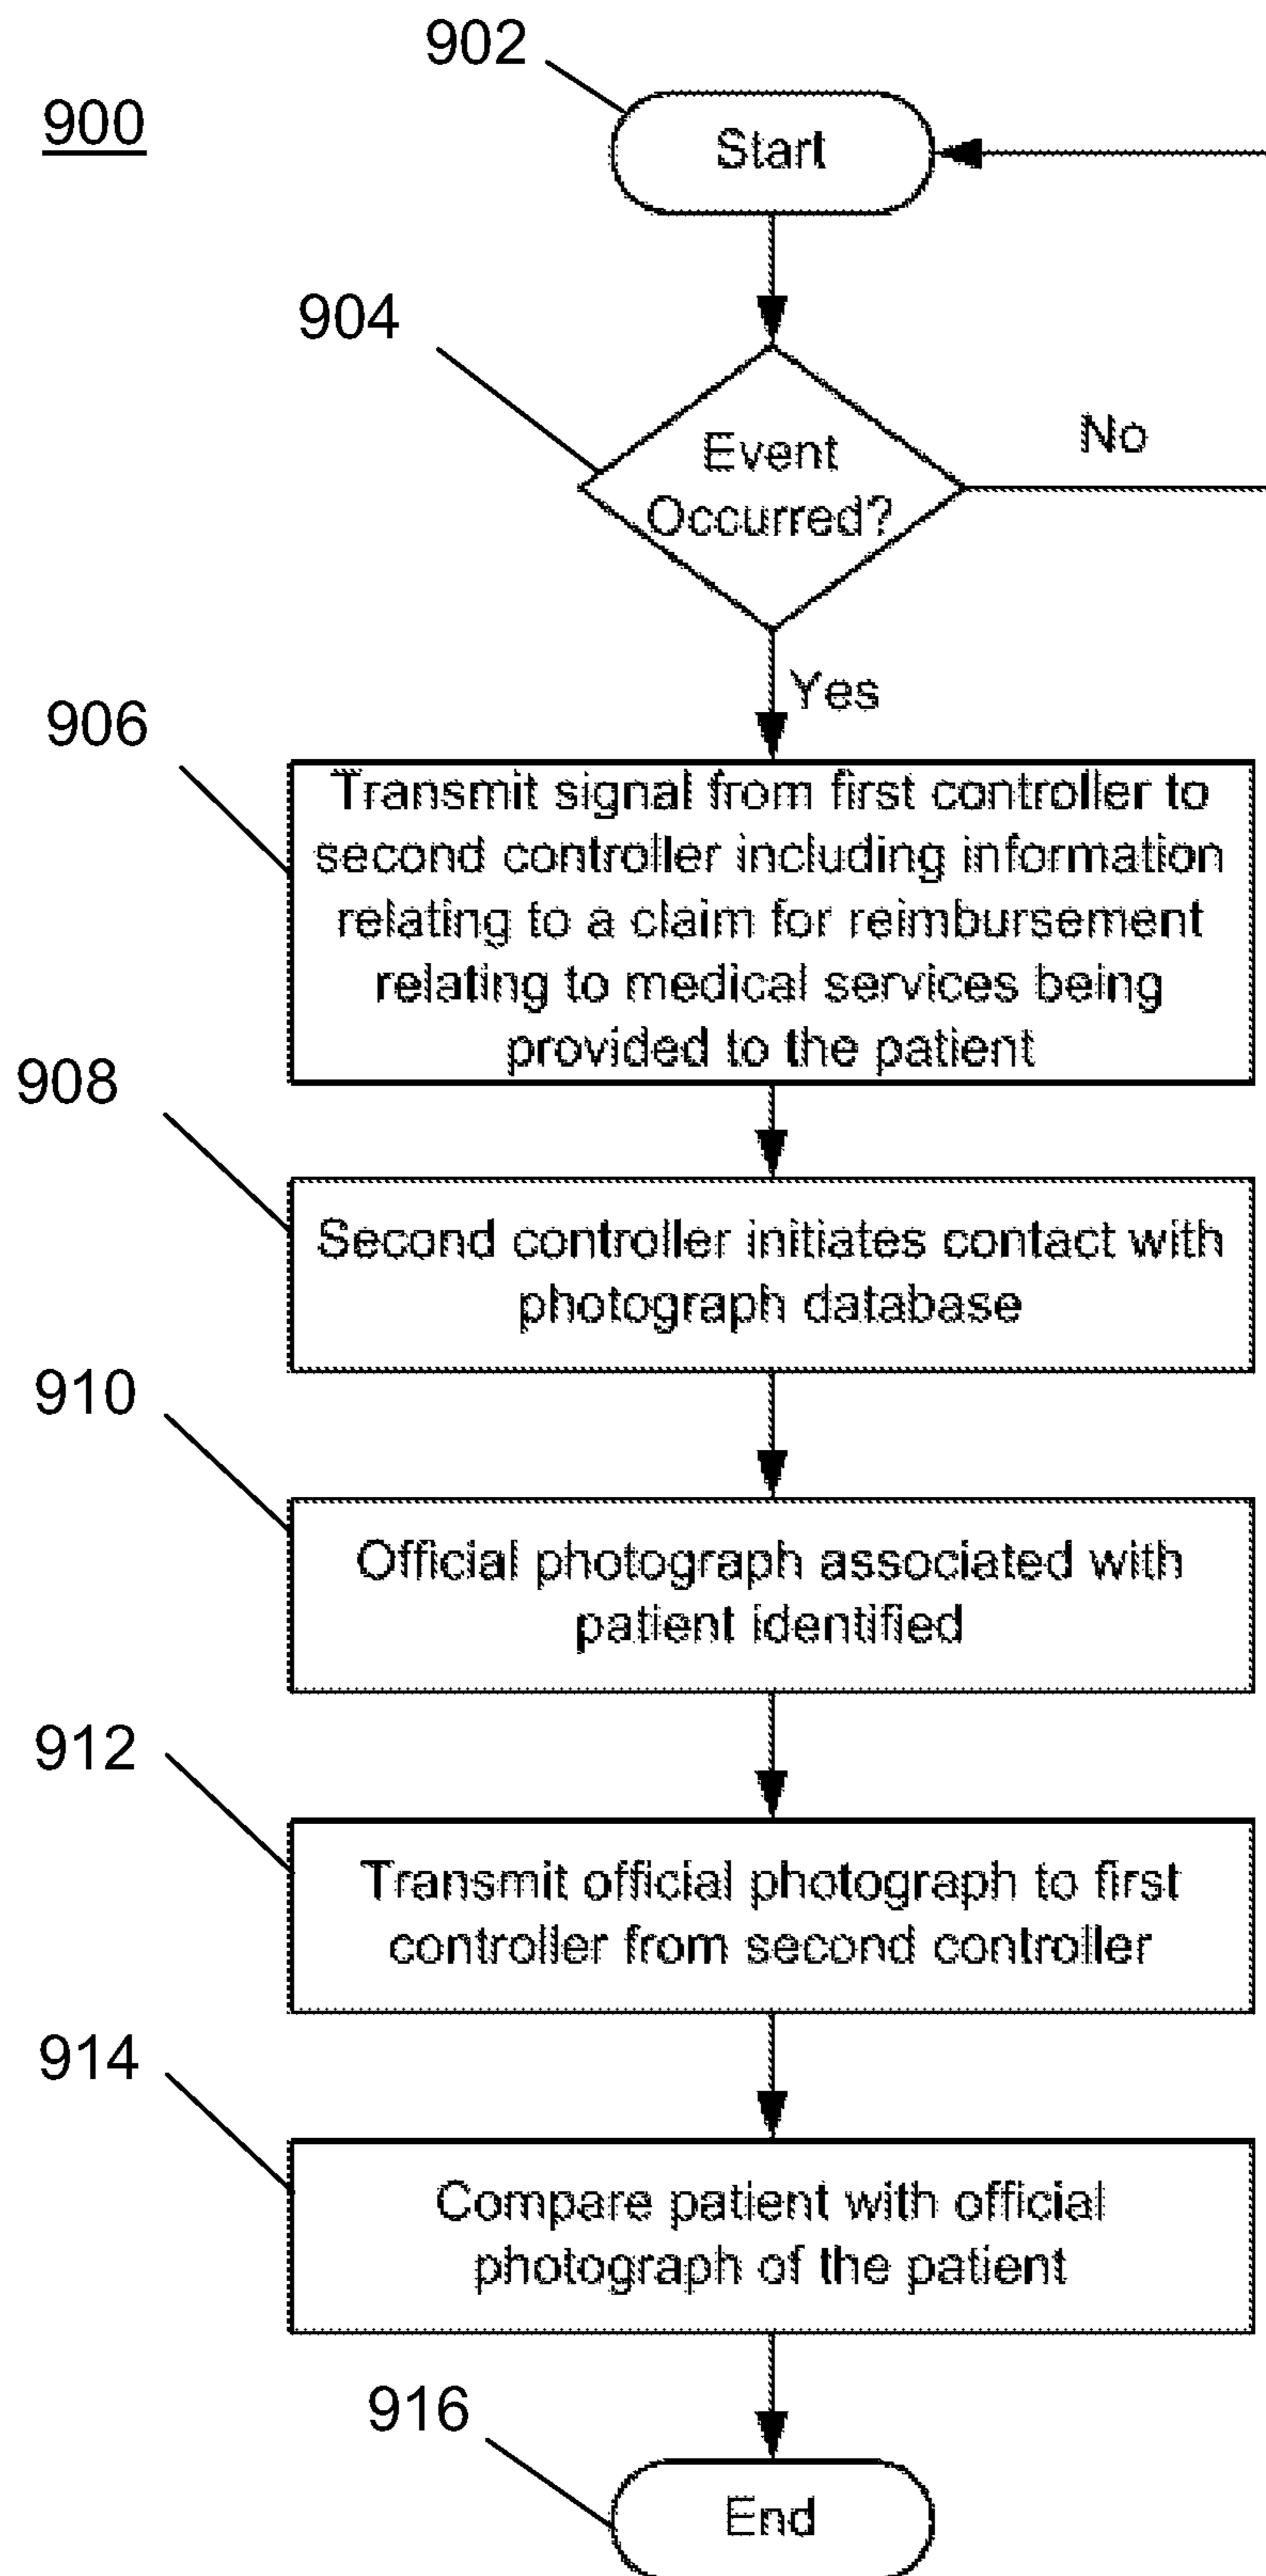 902
900
Start
904
Event
Occurred?
No
Yes
906
Transmit signal from first controller to
second controller including information
relating to a claim for reimbursement
relating to medical services being
provided to the patient
908
Second controller initiates contact with
photograph database
910
Official photograph associated with
patient identified
912
Transmit official photograph to first
controller from second controller
914
Compare patient with official
photograph of the patient
916
End